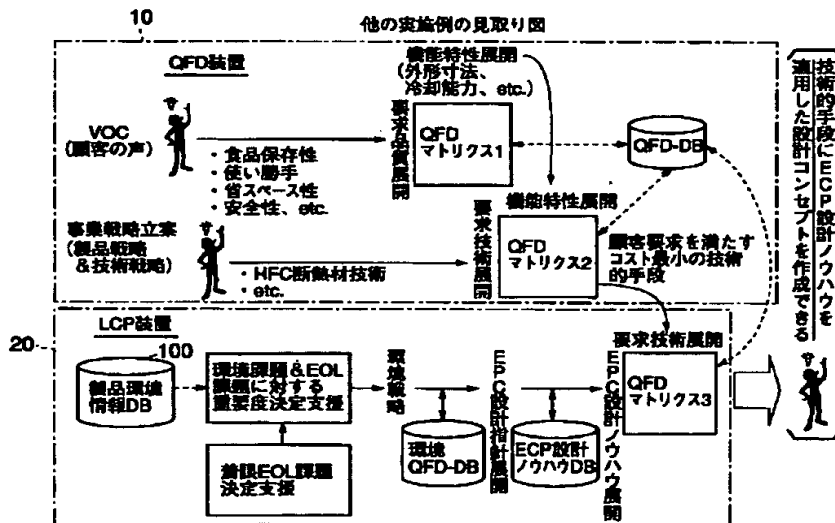 他の実施例の見取り図
10
QFD装置
VOC
(顧客の声)
・食品保存性
・使い勝手
・省スペース性
・安全性、etc.
機能特性展開
(外形寸法、
冷却能力、etc.)
要求品質展開
QFD
マトリクス1
QFD-DB
事業戦略立案
(製品戦略
&技術戦略)
・HFC断熱材技術
・etc.
機能特性展開
要求技術展開
QFD
マトリクス2
顧客要求を満たす
コスト最小の技術
的手段
技術的手段にECP設計ノウハウを
適用した設計コンセプトを作成できる
20
LCP装置
100
製品環境
情報DB
環境課題&EOL
課題に対する
重要度決定支援
着眼EOL課題
決定支援
環境戦略
環境
QFD-DB
EPC設計指針展開
ECP設計
ノウハウDB
EPC設計ノウハウ展開
要求技術展開
QFD
マトリクス3